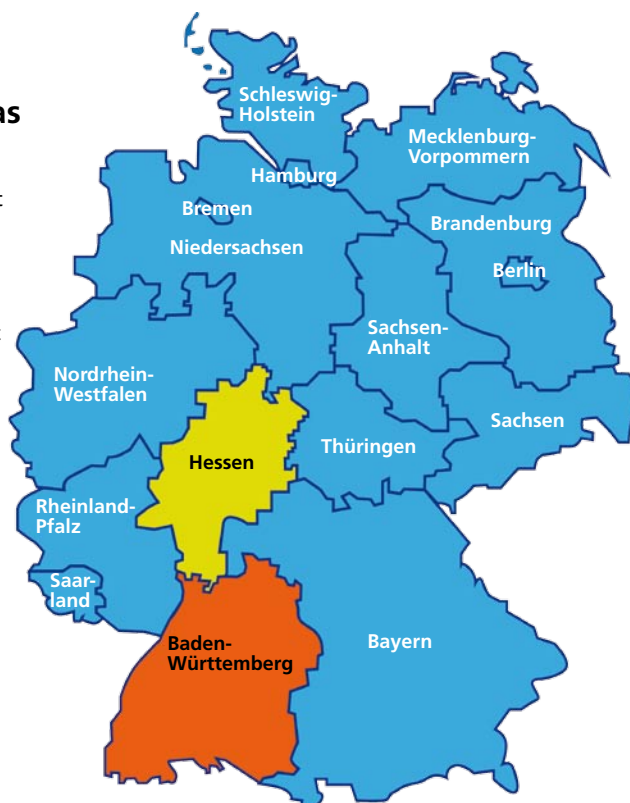 as
Schleswig-
Holstein
Mecklenburg-
Vorpommern
Hamburg
t
Bremen
Brandenburg
Niedersachsen
Berlin
Sachsen-
Anhalt
Nordrhein-
Westfalen
Sachsen
Thüringen
Hessen
Rheinland-
Pfalz
Saar-
land
Baden-
Württemberg
Bayern